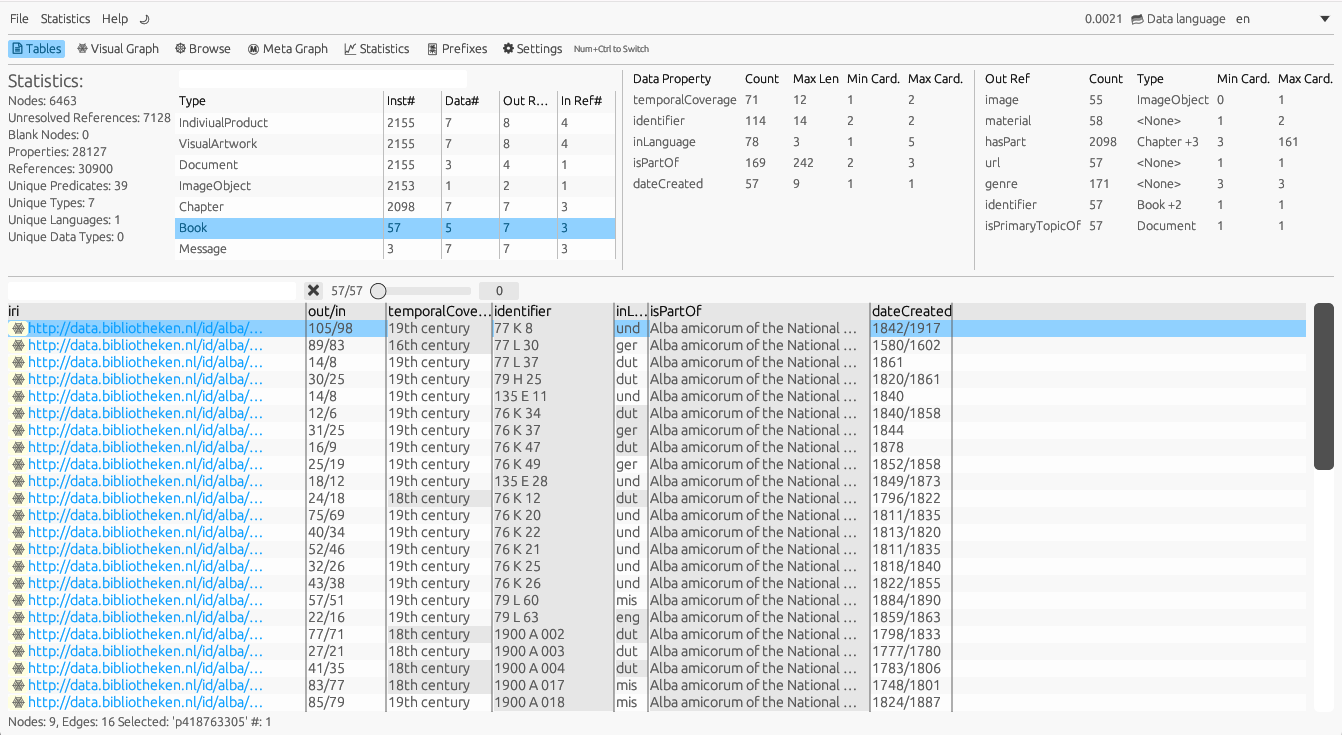 File Statistics Help 0.0021 Data language en
Tables Visual Graph Browse Meta Graph Statistics Prefixes Settings Num+Ctrl to Switch
Statistics:
Nodes: 6463
Unresolved References: 7128
Blank Nodes: 0
Properties: 28127
References: 30900
Unique Predicates: 39
Unique Types: 7
Unique Languages: 1
Unique Data Types: 0
Type Inst# Data# Out R... In Ref#
IndiviualProduct 2155 7 8 4
VisualArtwork 2155 7 8 4
Document 2155 3 4 1
ImageObject 2153 1 2 1
Chapter 2098 7 7 3
Book 57 5 7 3
Message 3 7 7 3
Data Property Count Max Len Min Card. Max Card.
temporalCoverage 71 12 1 2
identifier 114 14 2 2
inLanguage 78 3 1 5
isPartOf 169 242 2 3
dateCreated 57 9 1 1
Out Ref Count Type Min Card. Max Card.
image 55 ImageObject 0 1
material 58 <None> 1 2
hasPart 2098 Chapter +3 3 161
url 57 <None> 1 1
genre 171 <None> 3 3
identifier 57 Book +2 1 1
isPrimaryTopicOf 57 Document 1 1
57/57 0
iri out/in temporalCove... identifier inL... isPartOf dateCreated
http://data.bibliotheken.nl/id/alba/... 105/98 19th century 77 K 8 und Alba amicorum of the National ... 1842/1917
http://data.bibliotheken.nl/id/alba/... 89/83 16th century 77 L 30 ger Alba amicorum of the National ... 1580/1602
http://data.bibliotheken.nl/id/alba/... 14/8 19th century 77 L 37 dut Alba amicorum of the National ... 1861
http://data.bibliotheken.nl/id/alba/... 30/25 19th century 79 H 25 dut Alba amicorum of the National ... 1820/1861
http://data.bibliotheken.nl/id/alba/... 14/8 19th century 135 E 11 und Alba amicorum of the National ... 1840
http://data.bibliotheken.nl/id/alba/... 12/6 19th century 76 K 34 dut Alba amicorum of the National ... 1840/1858
http://data.bibliotheken.nl/id/alba/... 31/25 19th century 76 K 37 ger Alba amicorum of the National ... 1844
http://data.bibliotheken.nl/id/alba/... 16/9 19th century 76 K 47 dut Alba amicorum of the National ... 1878
http://data.bibliotheken.nl/id/alba/... 25/19 19th century 76 K 49 ger Alba amicorum of the National ... 1852/1858
http://data.bibliotheken.nl/id/alba/... 18/12 19th century 135 E 28 und Alba amicorum of the National ... 1849/1873
http://data.bibliotheken.nl/id/alba/... 24/18 18th century 76 K 12 dut Alba amicorum of the National ... 1796/1822
http://data.bibliotheken.nl/id/alba/... 75/69 19th century 76 K 20 und Alba amicorum of the National ... 1811/1835
http://data.bibliotheken.nl/id/alba/... 40/34 19th century 76 K 22 und Alba amicorum of the National ... 1813/1820
http://data.bibliotheken.nl/id/alba/... 52/46 19th century 76 K 21 und Alba amicorum of the National ... 1811/1835
http://data.bibliotheken.nl/id/alba/... 32/26 19th century 76 K 25 und Alba amicorum of the National ... 1818/1840
http://data.bibliotheken.nl/id/alba/... 43/38 19th century 76 K 26 und Alba amicorum of the National ... 1822/1855
http://data.bibliotheken.nl/id/alba/... 57/51 19th century 79 L 60 mis Alba amicorum of the National ... 1884/1890
http://data.bibliotheken.nl/id/alba/... 22/16 19th century 79 L 63 eng Alba amicorum of the National ... 1859/1863
http://data.bibliotheken.nl/id/alba/... 77/71 18th century 1900 A 002 dut Alba amicorum of the National ... 1798/1833
http://data.bibliotheken.nl/id/alba/... 27/21 18th century 1900 A 003 dut Alba amicorum of the National ... 1777/1780
http://data.bibliotheken.nl/id/alba/... 41/35 18th century 1900 A 004 dut Alba amicorum of the National ... 1783/1806
http://data.bibliotheken.nl/id/alba/... 83/77 18th century 1900 A 017 mis Alba amicorum of the National ... 1748/1801
http://data.bibliotheken.nl/id/alba/... 85/79 19th century 1900 A 018 mis Alba amicorum of the National ... 1824/1887
Nodes: 9, Edges: 16 Selected: 'p418763305' #: 1